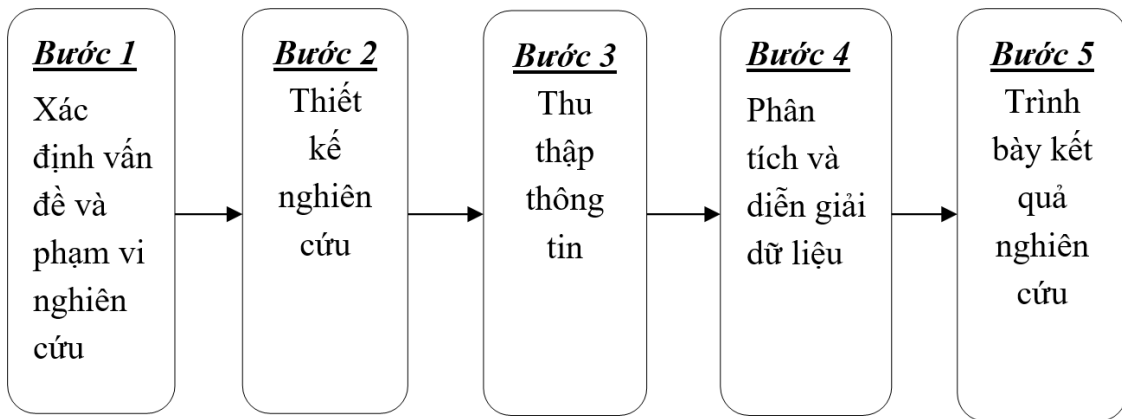 Bước 1
Xác
định vấn
đề và
phạm vi
nghiên
cứu
Bước 2
Thiết
kế
nghiên
cứu
Bước 3
Thu
thập
thông
tin
Bước 4
Phân
tích và
diễn giải
dữ liệu
Bước 5
Trình
bày kết
quả
nghiên
cứu